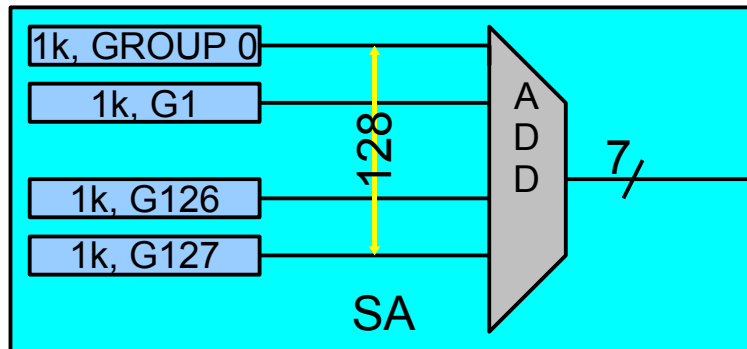 1k, GROUP 0
1k, G1
1k, G126
1k, G127
128
SA
A
D
D
7